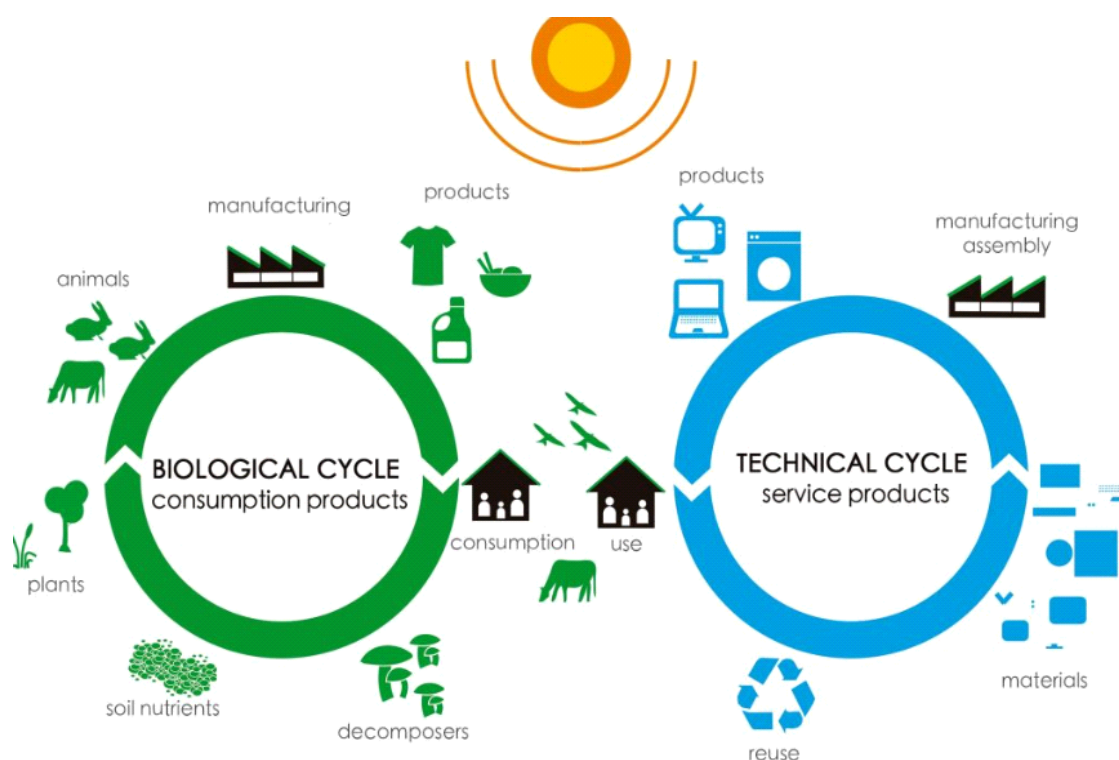 products
products
manufacturing
manufacturing
assembly
animals
BIOLOGICAL CYCLE
consumption products
TECHNICAL CYCLE
service products
consumption
use
plants
soil nutrients
decomposers
materials
reuse